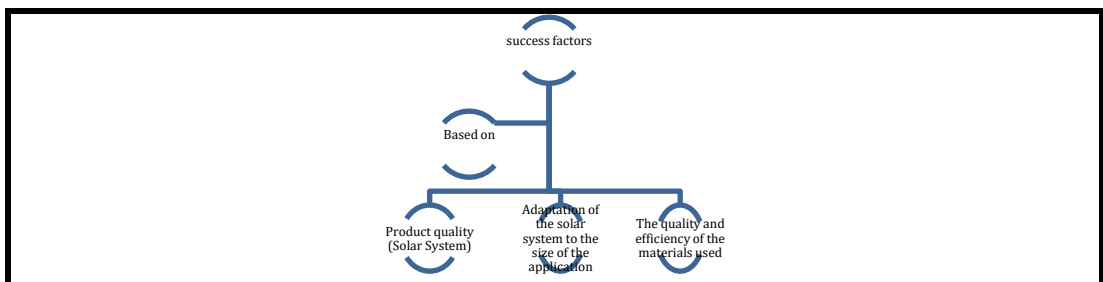 success factors
Based on
Product quality
(Solar System)
Adaptation of
the solar
system to the
size of the
application
The quality and
efficiency of the
materials used